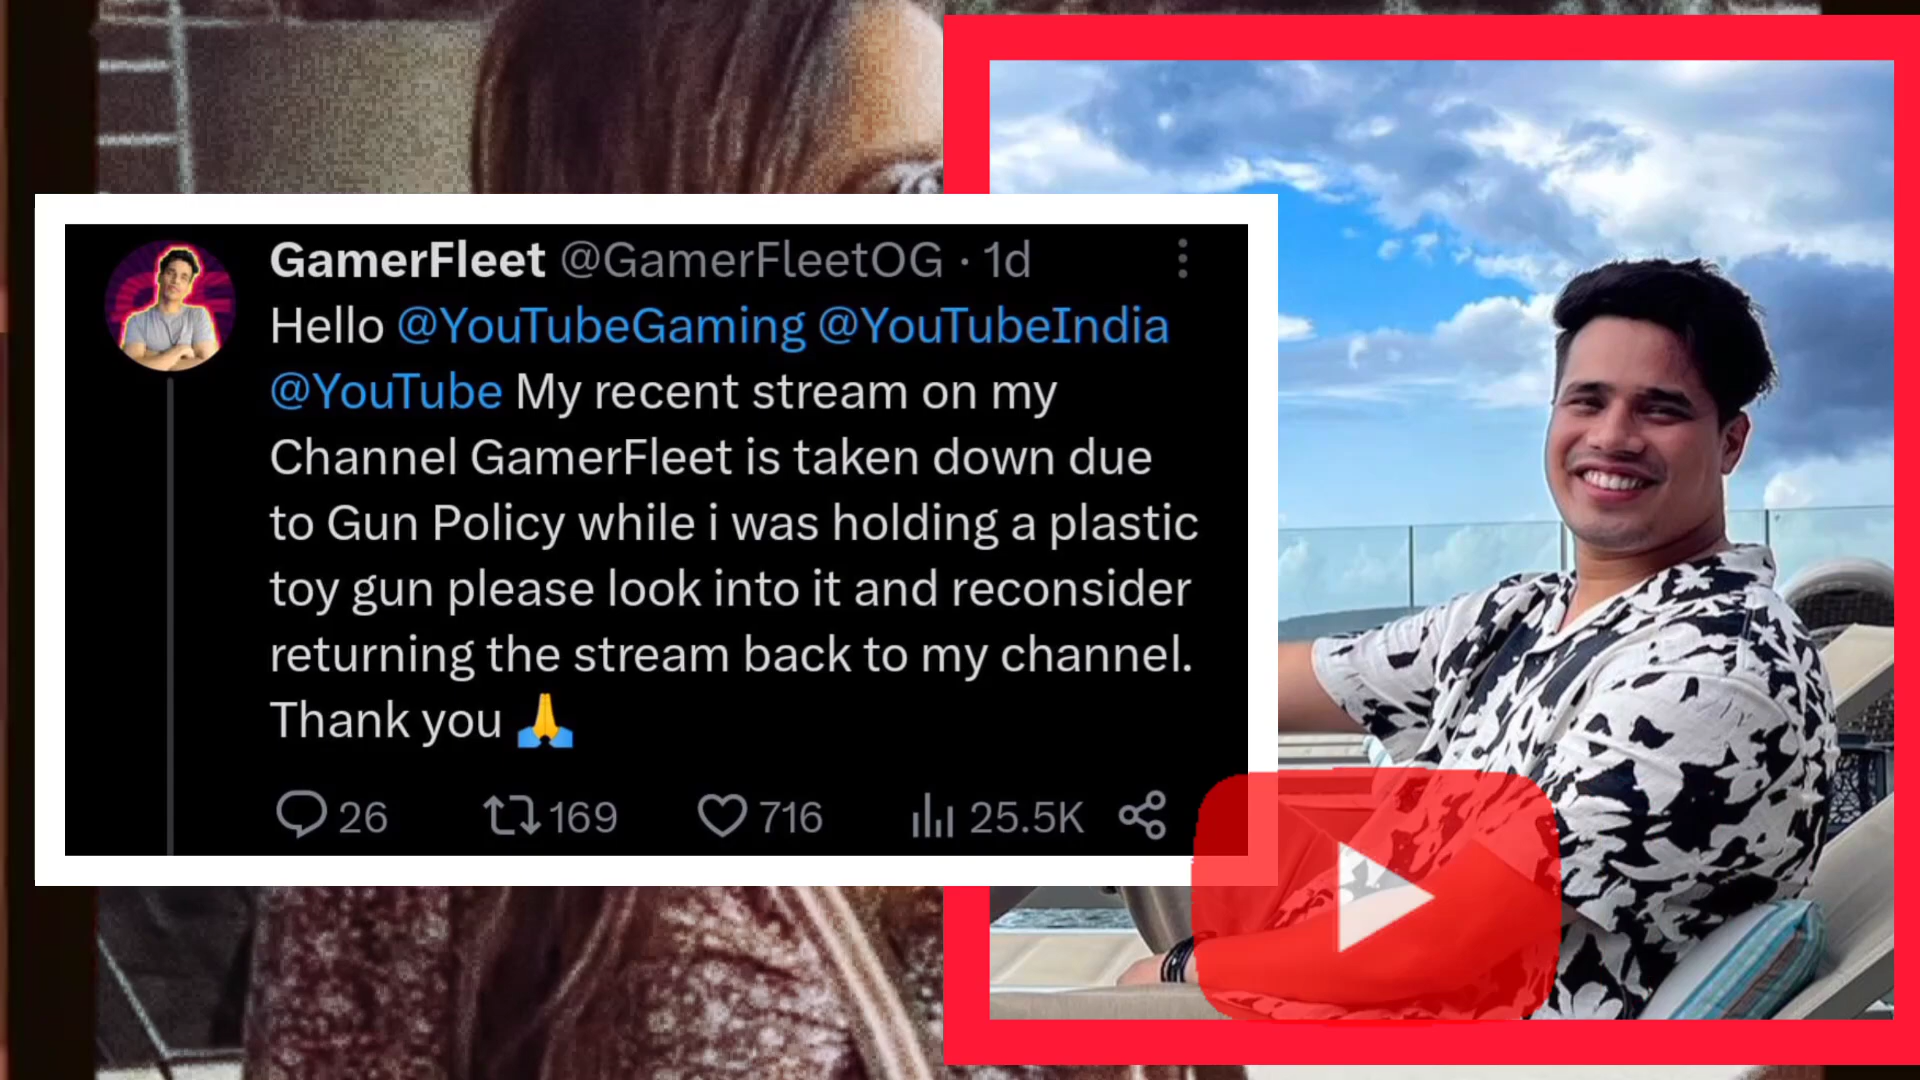 GamerFleet @GamerFleetOG · 1d
Hello @YouTubeGaming @YouTubeIndia
@YouTube My recent stream on my
Channel GamerFleet is taken down due
to Gun Policy while i was holding a plastic
toy gun please look into it and reconsider
returning the stream back to my channel.
Thank you 🙏
26 169 716 25.5K